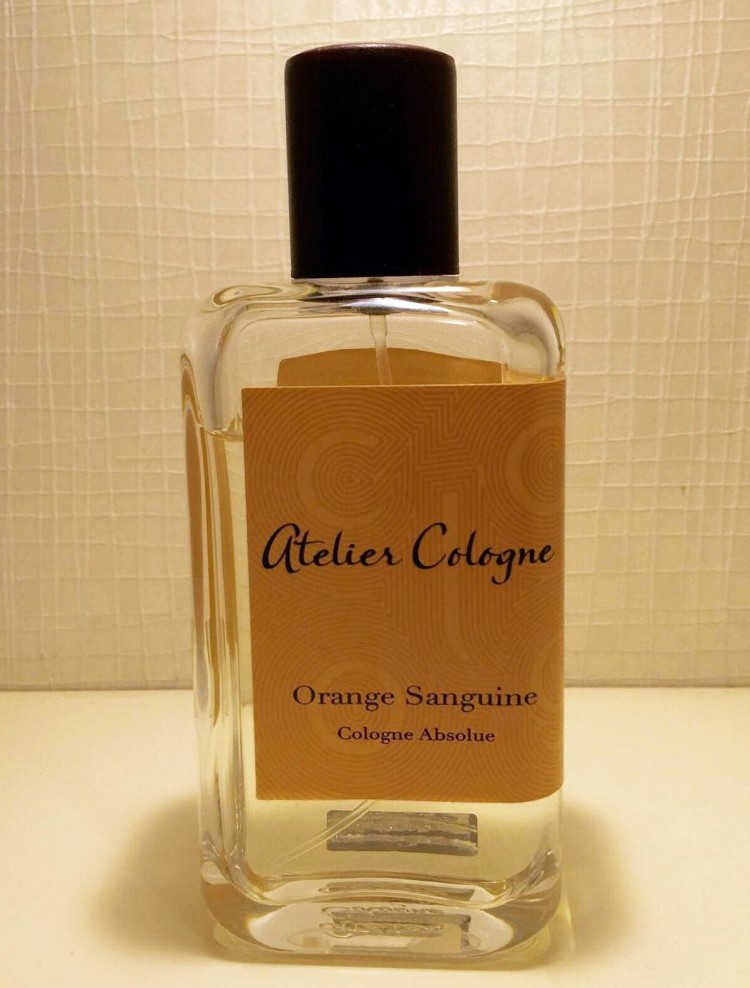 Atelier Cologne
Orange Sanguine
Cologne Absolue